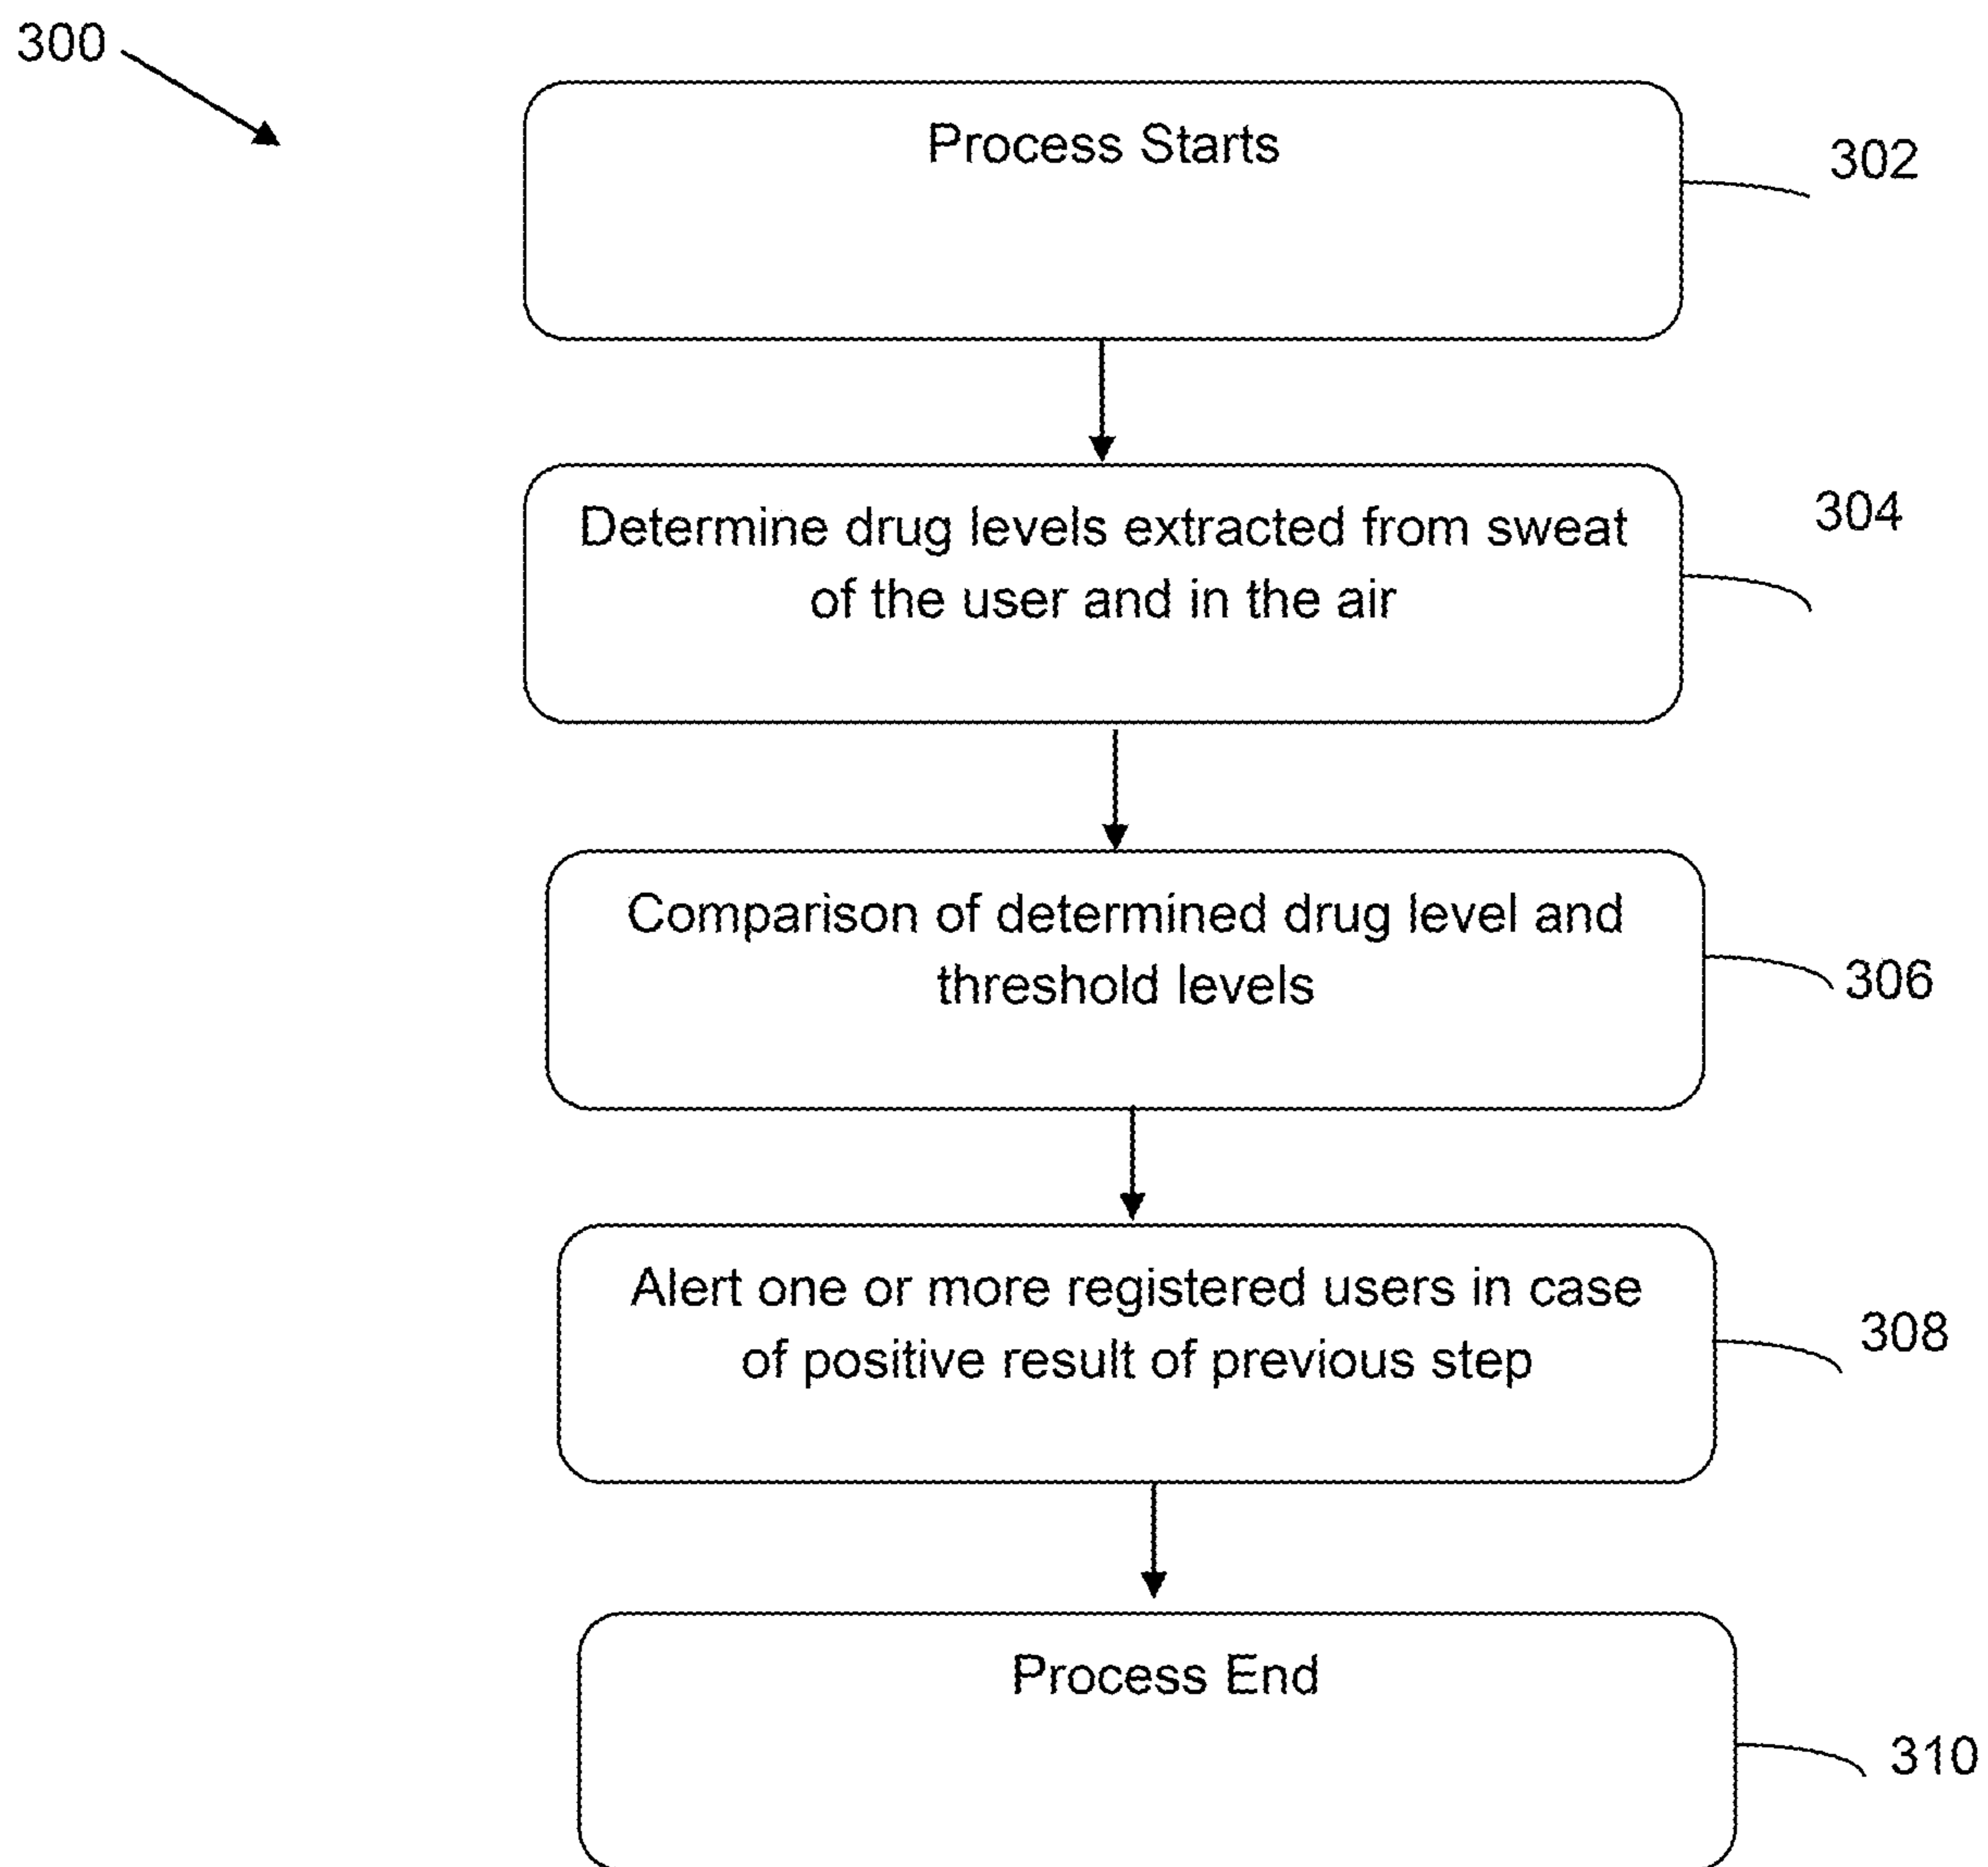 300
Process Starts
302
Determine drug levels extracted from sweat
of the user and in the air
304
Comparison of determined drug level and
threshold levels
306
Alert one or more registered users in case
of positive result of previous step
308
Process End
310